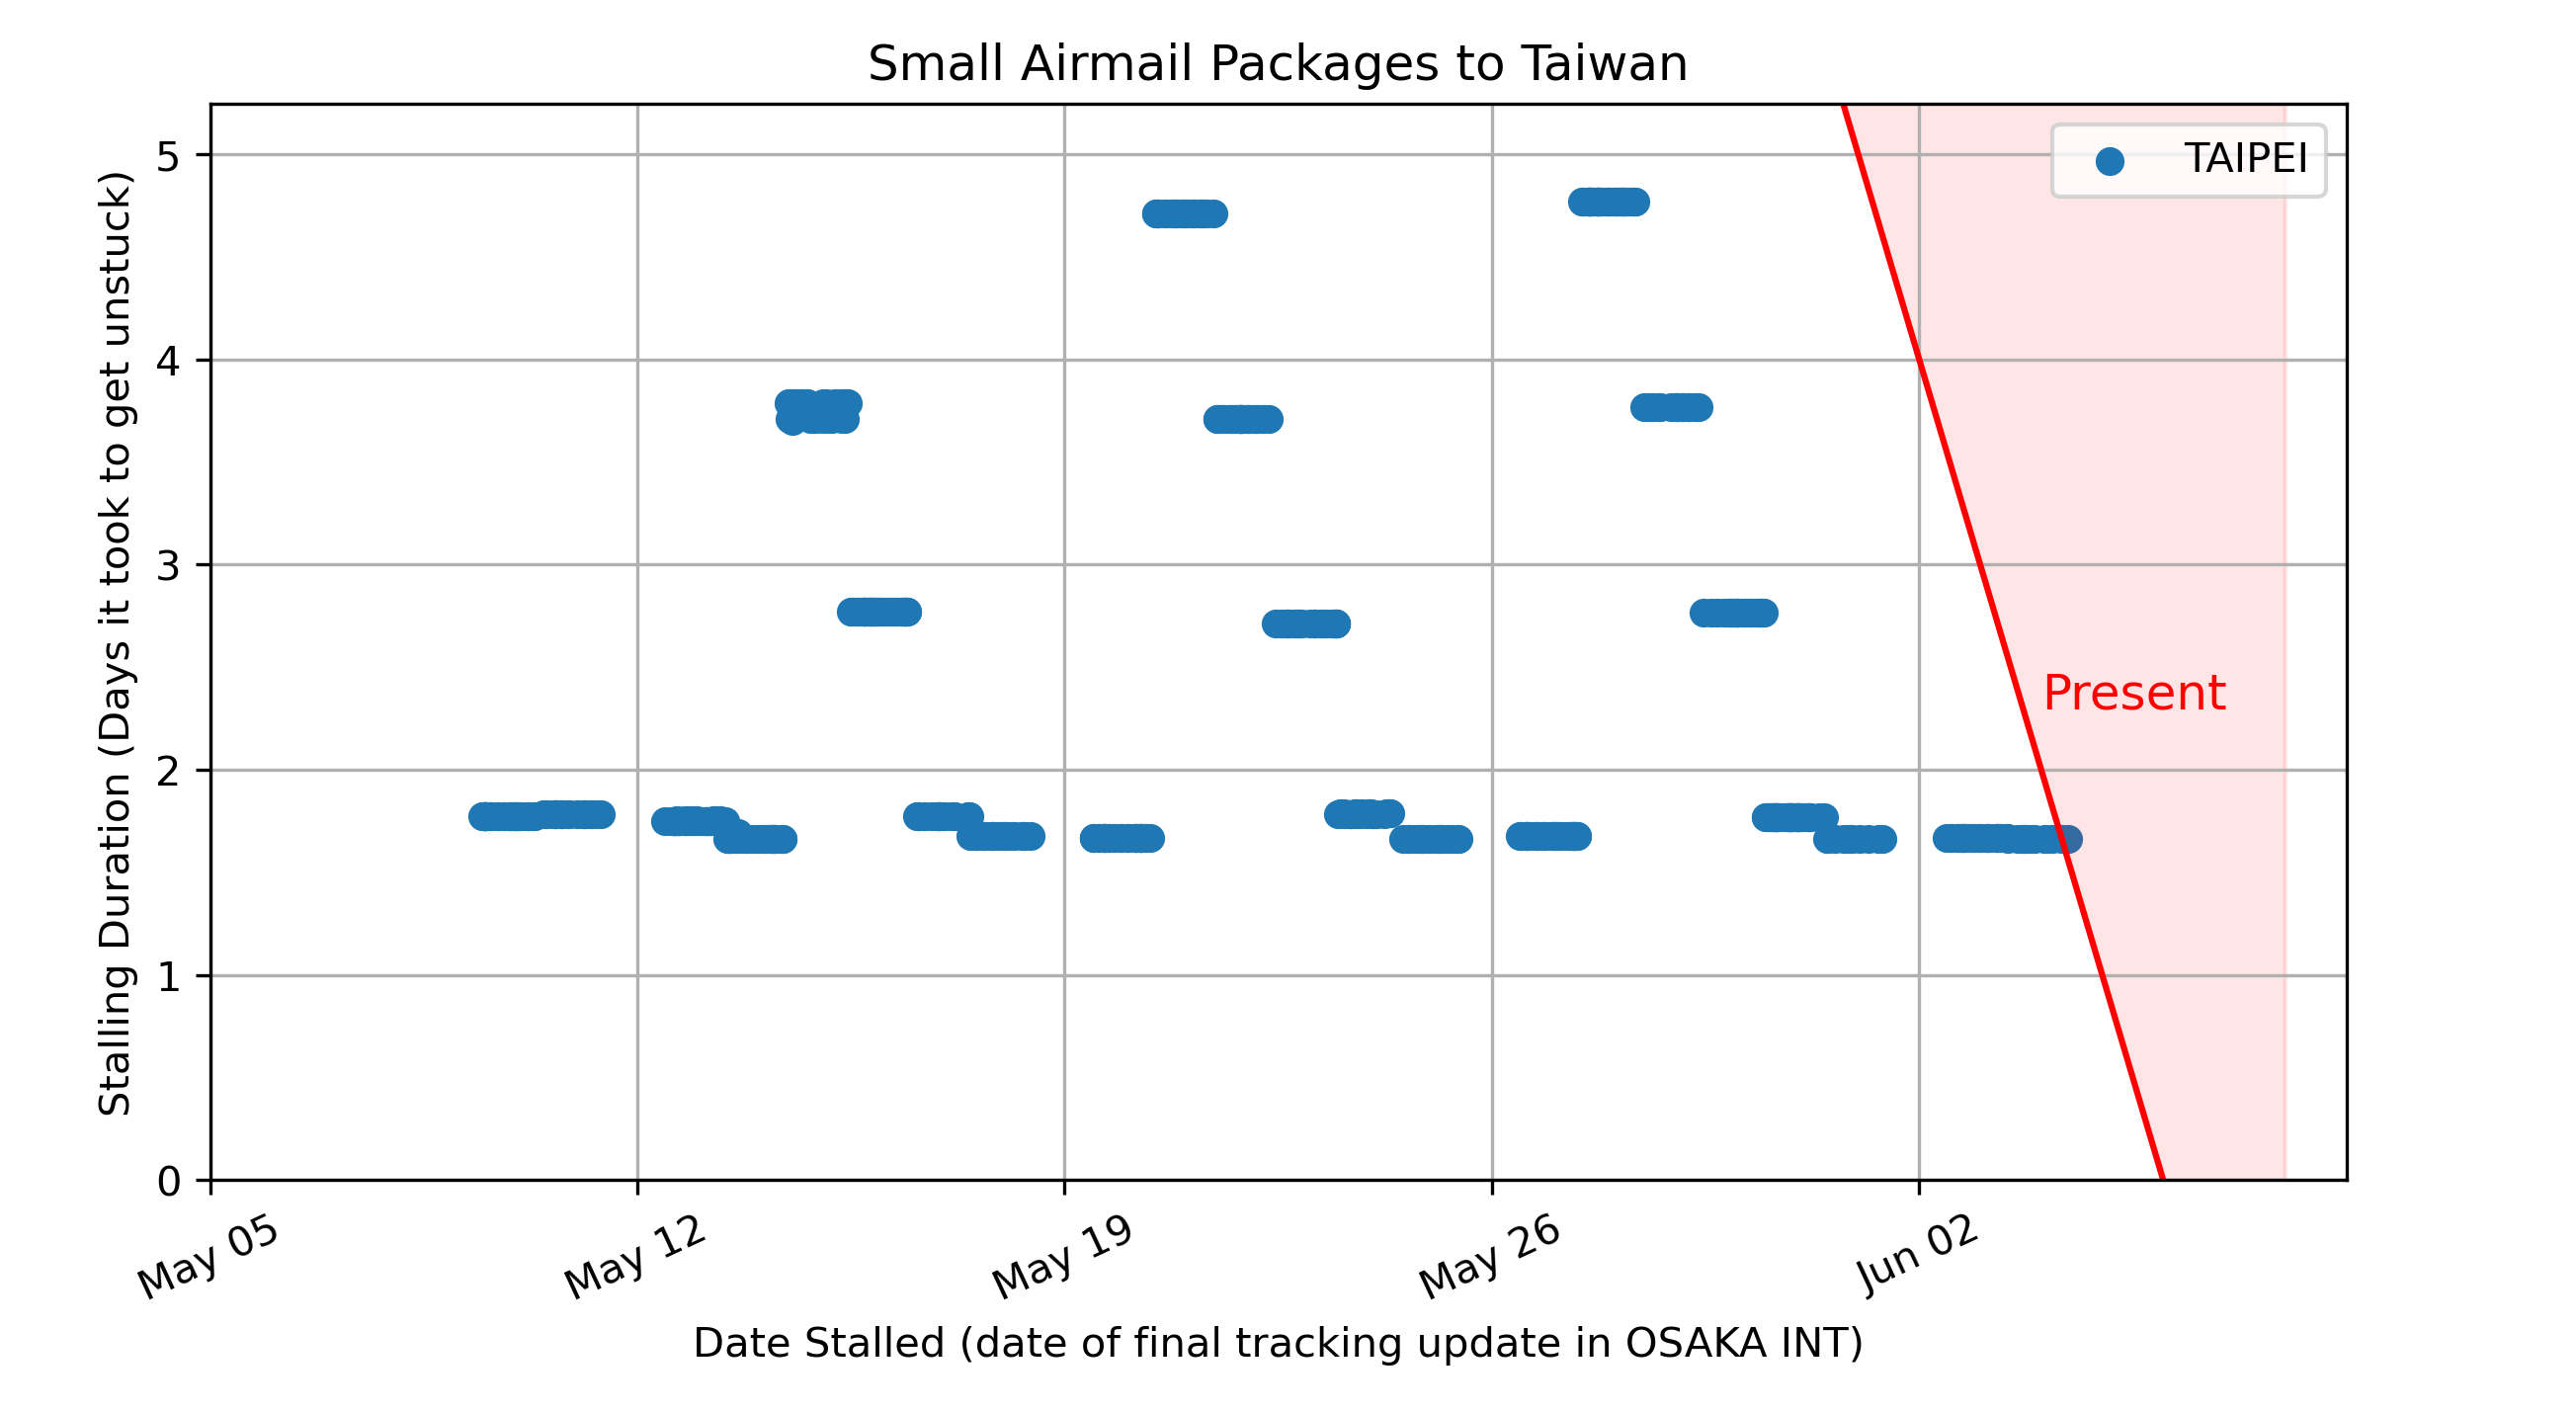 Small Airmail Packages to Taiwan
TAIPEI
Stalling Duration (Days it took to get unstuck)
5
4
3
2
1
0
Present
May 05
May 12
May 19
May 26
Jun 02
Date Stalled (date of final tracking update in OSAKA INT)